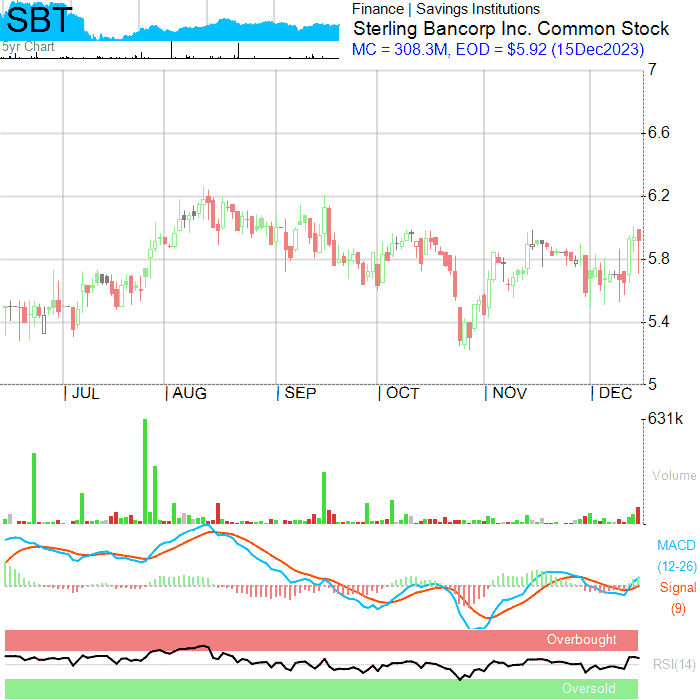 SBT
5yr Chart
Finance | Savings Institutions
Sterling Bancorp Inc. Common Stock
MC = 308.3M, EOD = $5.92 (15Dec2023)
7
6.6
6.2
5.8
5.4
5
JUL AUG SEP OCT NOV DEC
631k
Volume
MACD
(12-26)
Signal
(9)
Overbought
RSI(14)
Oversold